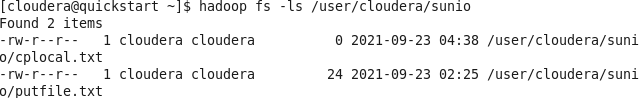 [cloudera@quickstart ~]$ hadoop fs -ls /user/cloudera/sunio
Found 2 items
-rw-r--r--   1 cloudera cloudera          0 2021-09-23 04:38 /user/cloudera/suni
o/cplocal.txt
-rw-r--r--   1 cloudera cloudera         24 2021-09-23 02:25 /user/cloudera/suni
o/putfile.txt